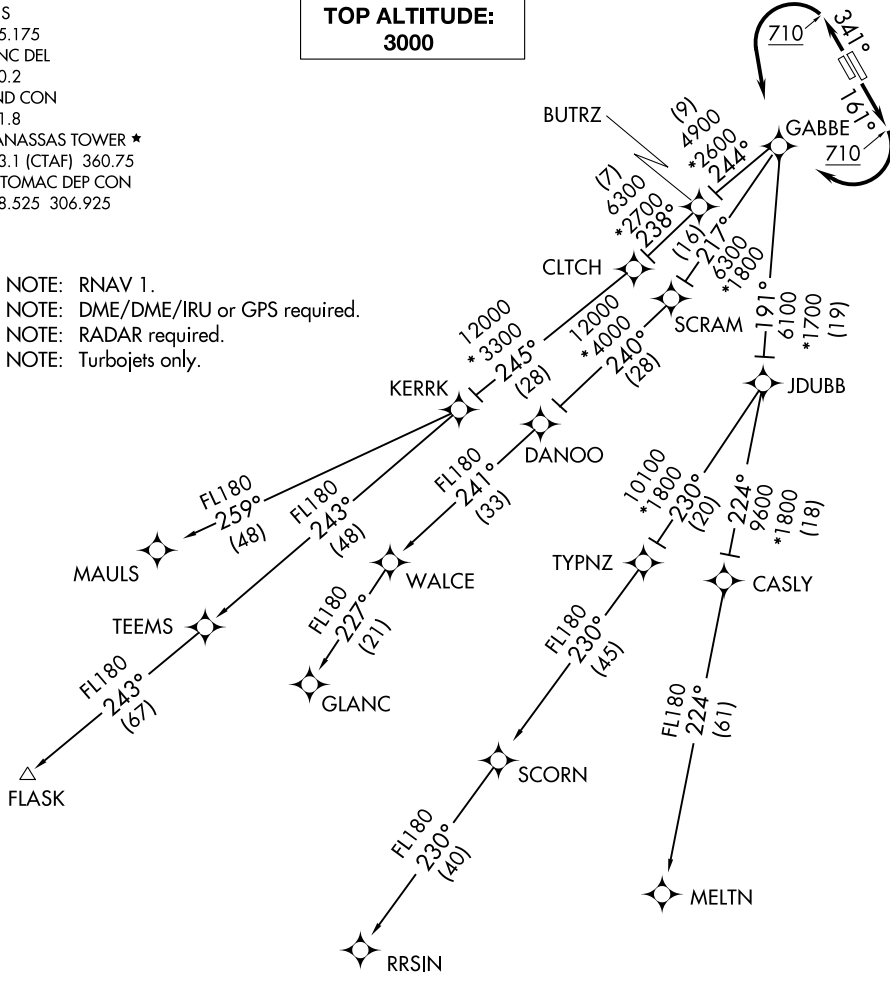 S
5.175
NC DEL
0.2
ND CON
1.8
ANASSAS TOWER ★
3.1 (CTAF) 360.75
TOMAC DEP CON
8.525 306.925
TOP ALTITUDE:
3000
710
341°
161°
710
GABBE
BUTRZ
(9)
4900
*2600
244°
(7)
6300
*2700
238°
CLTCH
(16)
217°
6300
*1800
SCRAM
191°
6100
*1700
(19)
JDUBB
NOTE: RNAV 1.
NOTE: DME/DME/IRU or GPS required.
NOTE: RADAR required.
NOTE: Turbojets only.
12000
* 3300
245°
(28)
12000
* 4000
240°
(28)
KERRK
DANOO
FL180
259°
(48)
FL180
243°
(48)
FL180
241°
(33)
10100
*1800
230°
(20)
224°
9600
*1800
(18)
MAULS
WALCE
TYPNZ
CASLY
TEEMS
FL180
227°
(21)
GLANC
FL180
230°
(45)
FL180
243°
(67)
FL180
224°
(61)
FLASK
SCORN
FL180
230°
(40)
MELTN
RRSIN